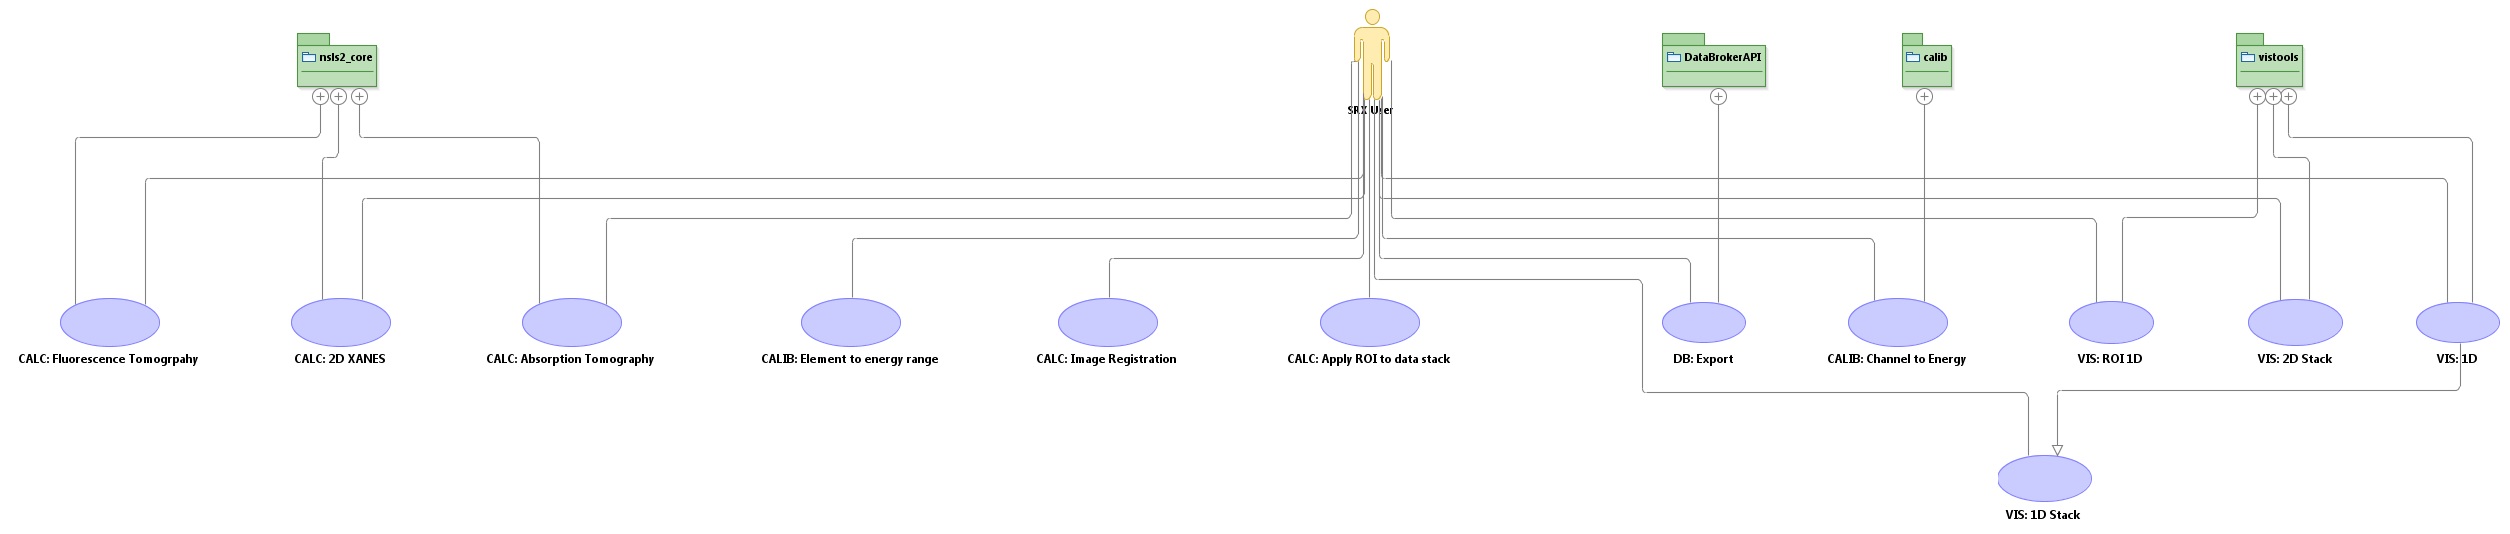 nsls2_core
DataBrokerAPI
calib
vistools
SRX User
CALC: Fluorescence Tomogrpahy
CALC: 2D XANES
CALC: Absorption Tomography
CALIB: Element to energy range
CALC: Image Registration
CALC: Apply ROI to data stack
DB: Export
CALIB: Channel to Energy
VIS: ROI 1D
VIS: 2D Stack
VIS: 1D
VIS: 1D Stack